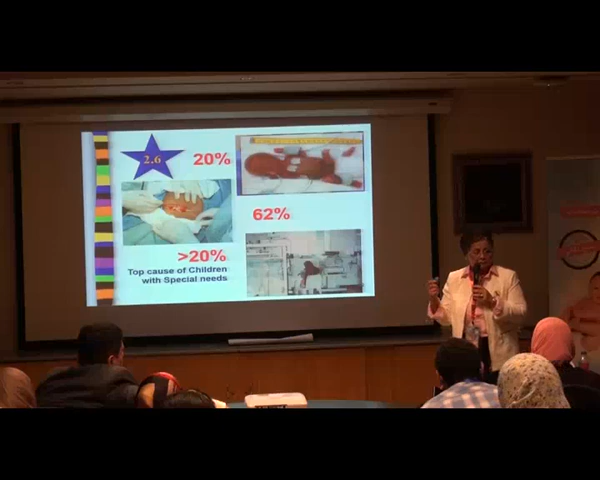 2.6
20%
62%
>20%
Top cause of Children
with Special needs